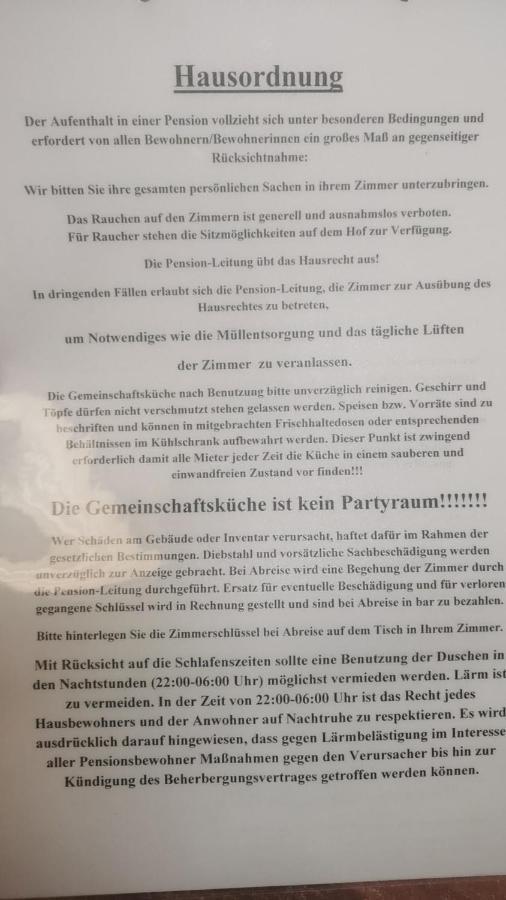 Hausordnung
Der Aufenthalt in einer Pension vollzieht sich unter besonderen Bedingungen und
erfordert von allen Bewohnern/Bewohnerinnen ein großes Maß an gegenseitiger
Rücksichtnahme:
Wir bitten Sie ihre gesamten persönlichen Sachen in ihrem Zimmer unterzubringen.
Das Rauchen auf den Zimmern ist generell und ausnahmslos verboten.
Für Raucher stehen die Sitzmöglichkeiten auf dem Hof zur Verfügung.
Die Pension-Leitung übt das Hausrecht aus!
In dringenden Fällen erlaubt sich die Pension-Leitung, die Zimmer zur Ausübung des
Hausrechtes zu betreten,
um Notwendiges wie die Müllentsorgung und das tägliche Lüften
der Zimmer zu veranlassen.
Die Gemeinschaftsküche nach Benutzung bitte unverzüglich reinigen. Geschirr und
Töpfe dürfen nicht verschmutzt stehen gelassen werden. Speisen bzw. Vorräte sind zu
beschriften und können in mitgebrachten Frischhaltedosen oder entsprechenden
Behältnissen im Kühlschrank aufbewahrt werden. Dieser Punkt ist zwingend
erforderlich damit alle Mieter jeder Zeit die Küche in einem sauberen und
einwandfreien Zustand vor finden!!!
Die Gemeinschaftsküche ist kein Partyraum!!!!!!!
Wer Schäden am Gebäude oder Inventar verursacht, haftet dafür im Rahmen der
gesetzlichen Bestimmungen. Diebstahl und vorsätzliche Sachbeschädigung werden
unverzüglich zur Anzeige gebracht. Bei Abreise wird eine Begehung der Zimmer durch
die Pension-Leitung durchgeführt. Ersatz für eventuelle Beschädigung und für verloren
gegangene Schlüssel wird in Rechnung gestellt und sind bei Abreise in bar zu bezahlen.
Bitte hinterlegen Sie die Zimmerschlüssel bei Abreise auf dem Tisch in Ihrem Zimmer.
Mit Rücksicht auf die Schlafenszeiten sollte eine Benutzung der Duschen in
den Nachtstunden (22:00-06:00 Uhr) möglichst vermieden werden. Lärm ist
zu vermeiden. In der Zeit von 22:00-06:00 Uhr ist das Recht jedes
Hausbewohners und der Anwohner auf Nachtruhe zu respektieren. Es wird
ausdrücklich darauf hingewiesen, dass gegen Lärmbelästigung im Interesse
aller Pensionsbewohner Maßnahmen gegen den Verursacher bis hin zur
Kündigung des Beherbergungsvertrages getroffen werden können.